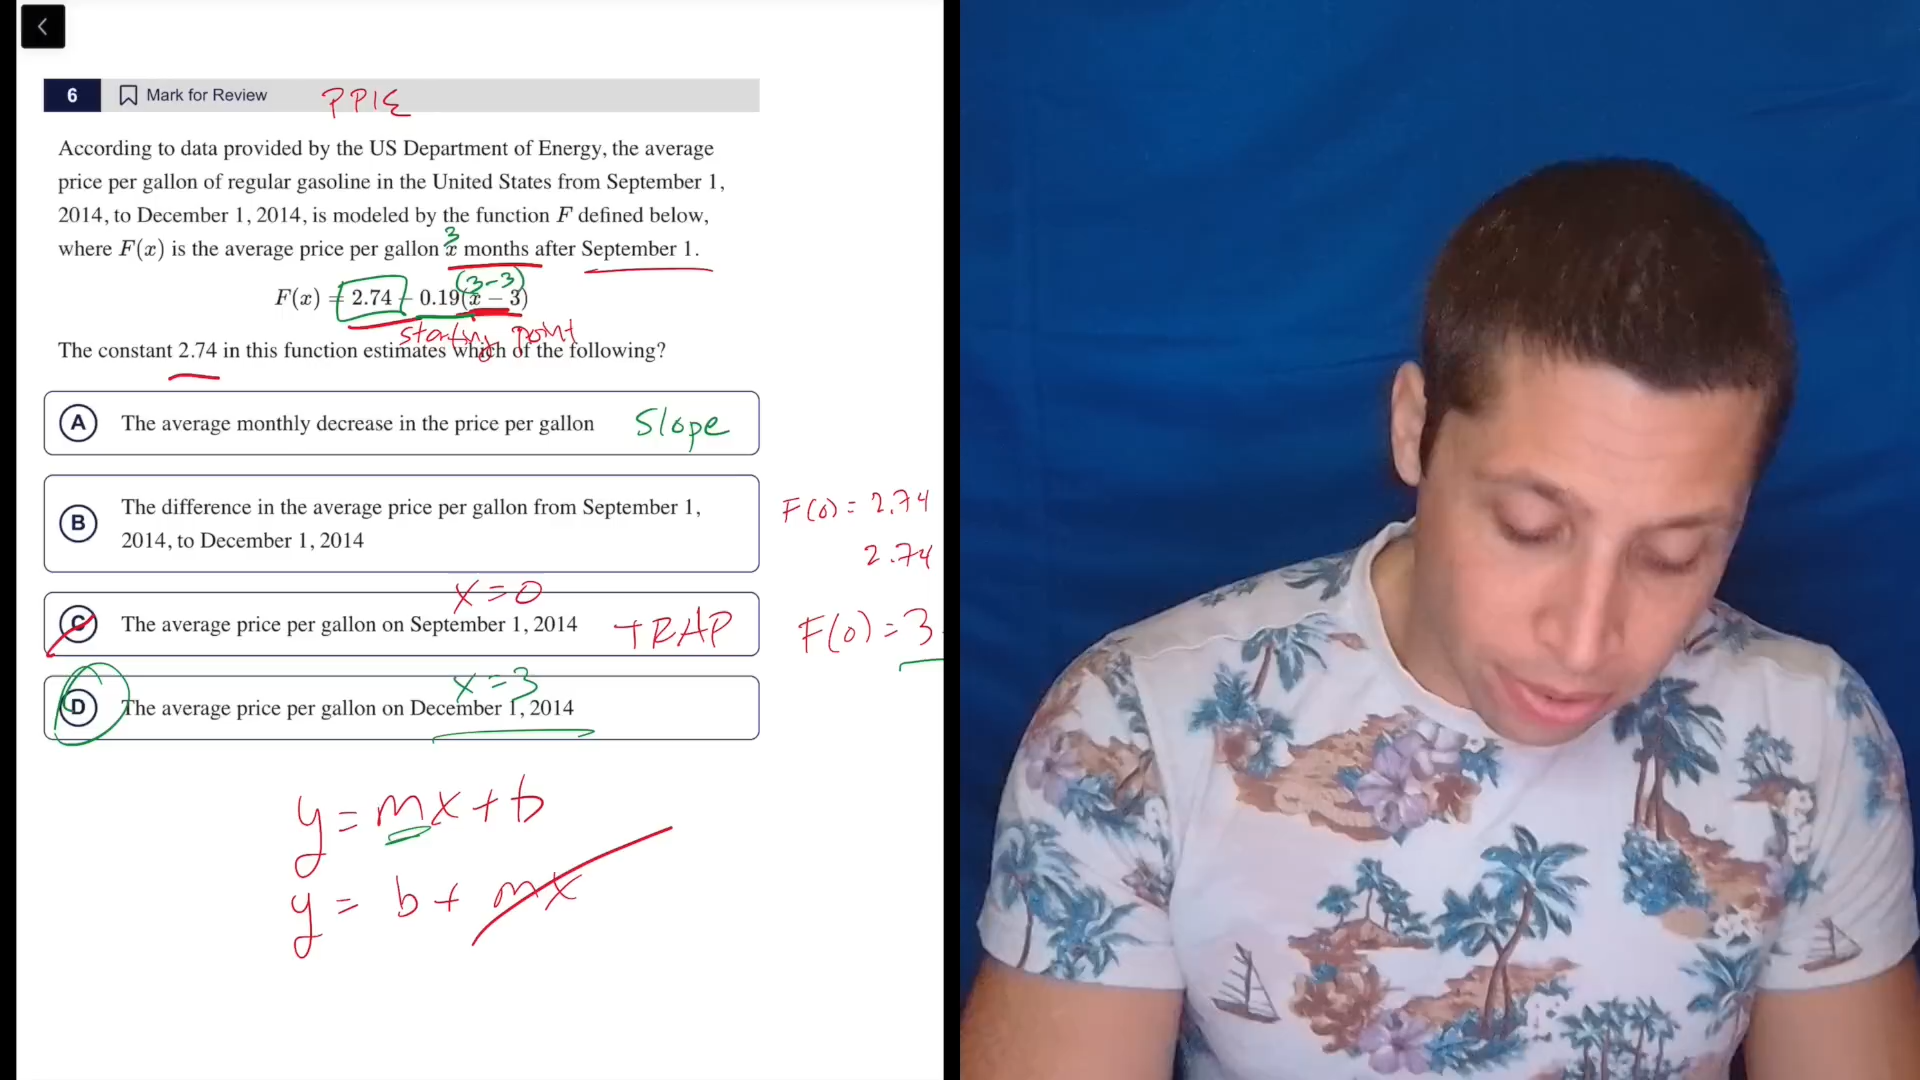 6 Mark for Review PPIE
According to data provided by the US Department of Energy, the average
price per gallon of regular gasoline in the United States from September 1,
2014, to December 1, 2014, is modeled by the function F defined below,
3
where F(x) is the average price per gallon x months after September 1.
(3-3)
F(x) = 2.74 - 0.19(x - 3)
starting point
The constant 2.74 in this function estimates which of the following?
A The average monthly decrease in the price per gallon Slope
B The difference in the average price per gallon from September 1,
2014, to December 1, 2014
F(0) = 2.74
2.74
x=0
C The average price per gallon on September 1, 2014 TRAP
F(0) = 3
x=3
D The average price per gallon on December 1, 2014
y = mx + b
y = b + mx